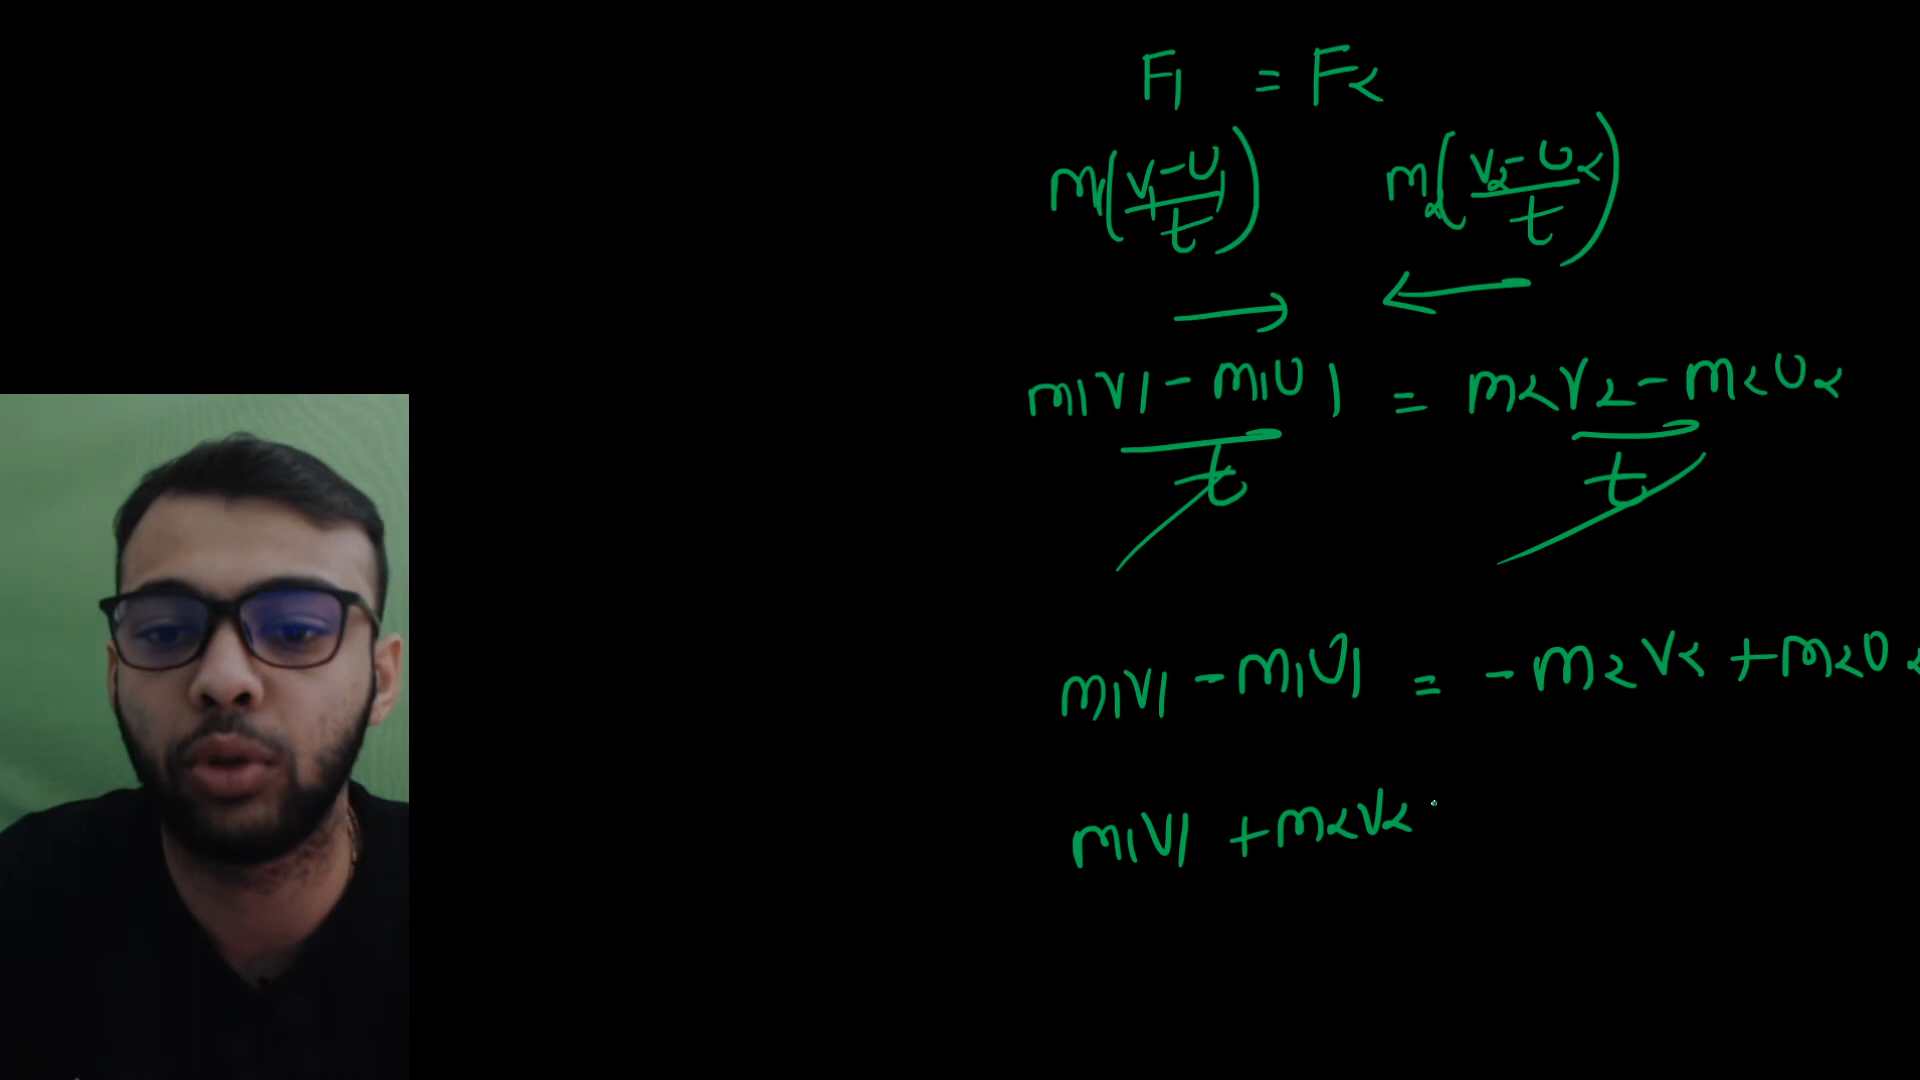 F1 = F2
m1(v1-u1/t) m2(v2-u2/t)
m1v1 - m1u1/t = m2v2 - m2u2/t
m1v1 - m1u1 = -m2v2 + m2u2
m1v1 + m2v2